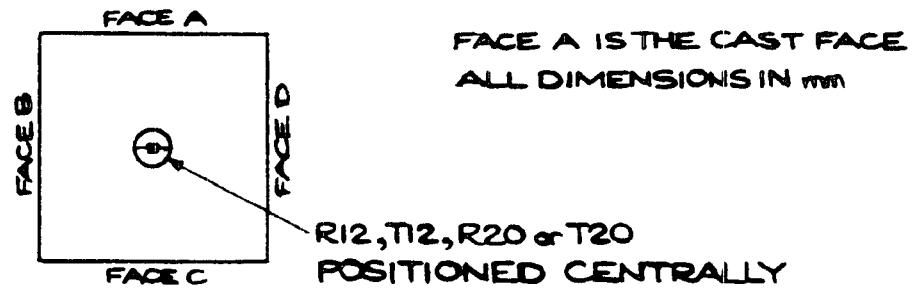 FACE A
FACE A IS THE CAST FACE
ALL DIMENSIONS IN mm
FACE B
FACE D
R12, T12, R20 or T20
POSITIONED CENTRALLY
FACE C